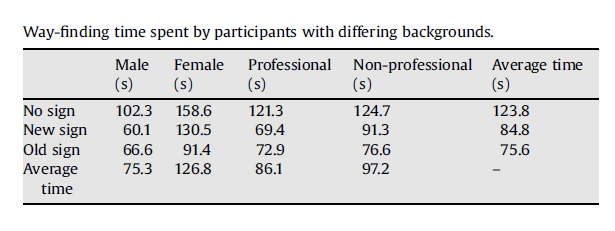 Way-finding time spent by participants with differing backgrounds.
Male Female Professional Non-professional Average time
(s) (s) (s) (s) (s)
No sign 102.3 158.6 121.3 124.7 123.8
New sign 60.1 130.5 69.4 91.3 84.8
Old sign 66.6 91.4 72.9 76.6 75.6
Average 75.3 126.8 86.1 97.2 –
time